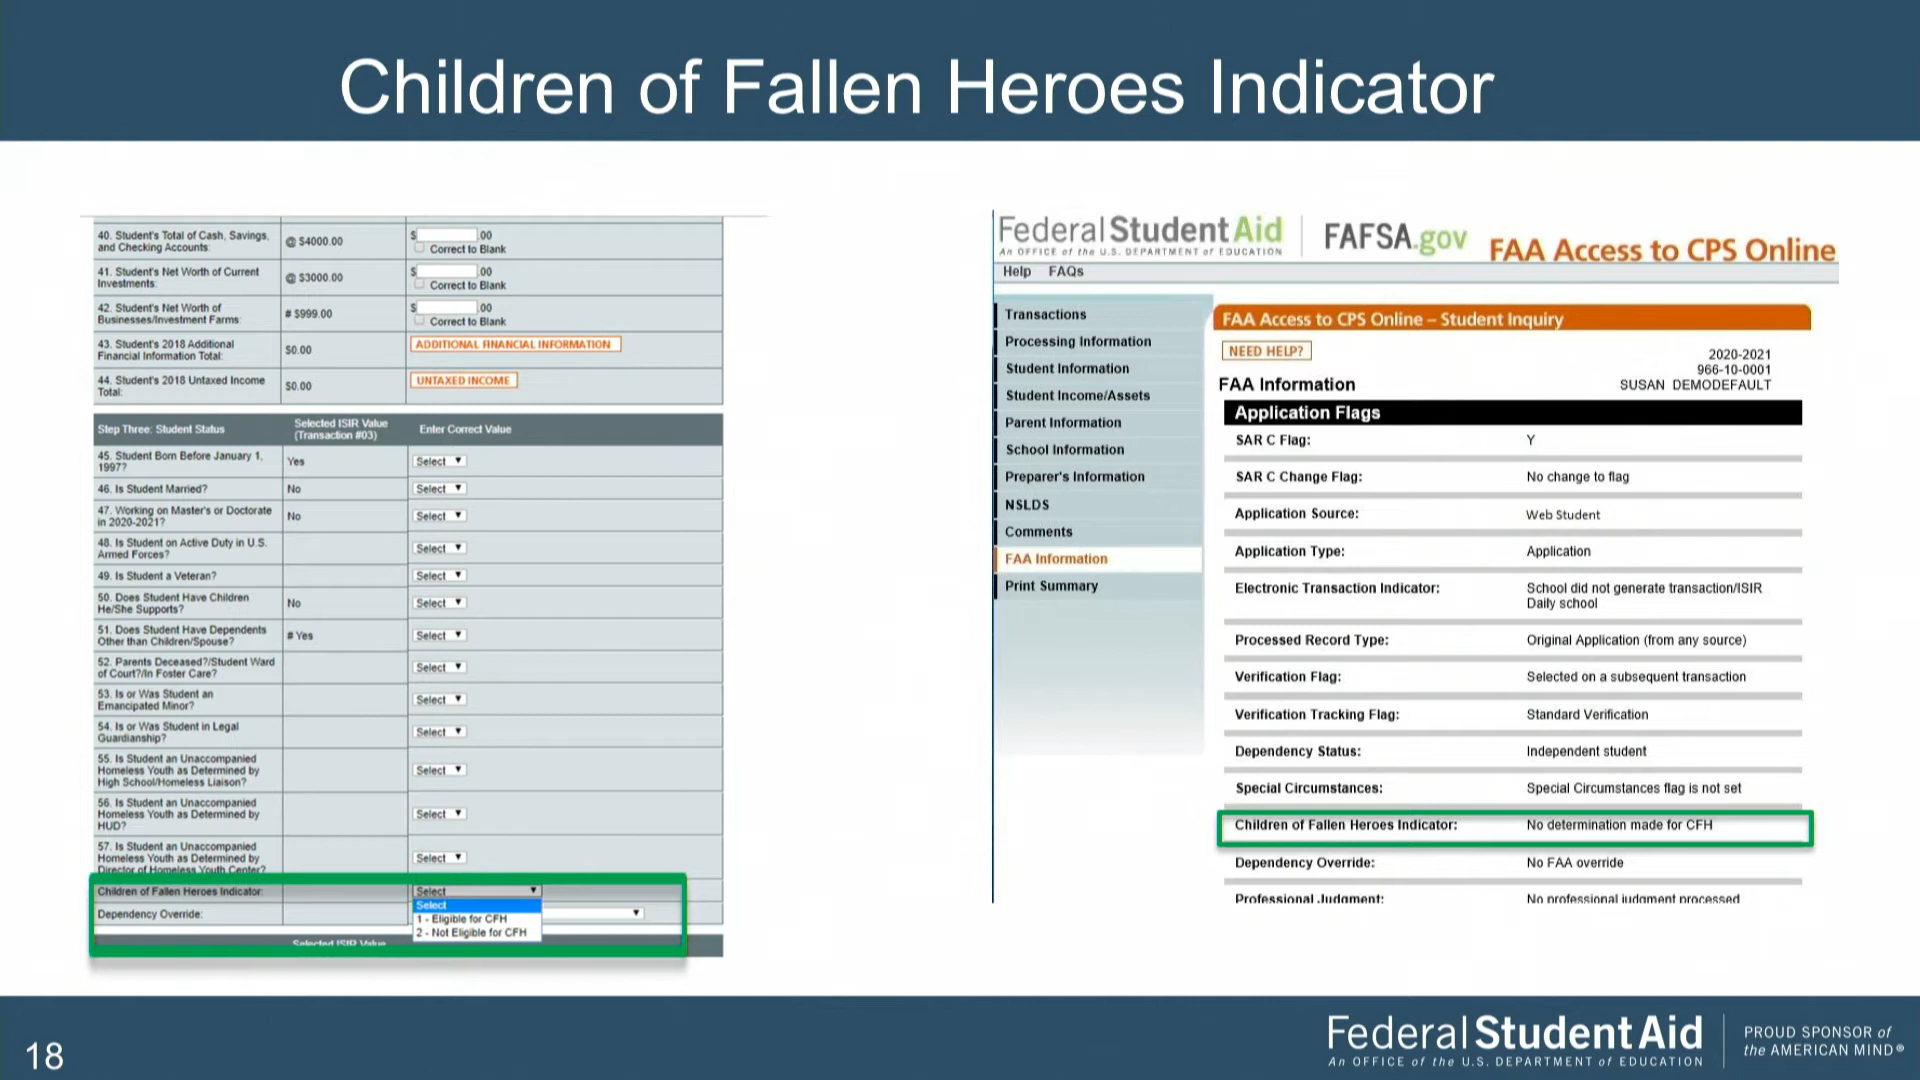 Children of Fallen Heroes Indicator
40. Student's Total of Cash, Savings, and Checking Accounts: @ $4000.00 $ .00
Correct to Blank
41. Student's Net Worth of Current Investments: @ $3000.00 $ .00
Correct to Blank
42. Student's Net Worth of Businesses/Investment Farms: # $999.00 $ .00
Correct to Blank
43. Student's 2018 Additional Financial Information Total: $0.00 ADDITIONAL FINANCIAL INFORMATION
44. Student's 2018 Untaxed Income Total: $0.00 UNTAXED INCOME
Step Three: Student Status Selected ISIR Value (Transaction #03) Enter Correct Value
45. Student Born Before January 1, 1997? Yes Select
46. Is Student Married? No Select
47. Working on Master's or Doctorate in 2020-2021? No Select
48. Is Student on Active Duty in U.S. Armed Forces? Select
49. Is Student a Veteran? Select
50. Does Student Have Children He/She Supports? No Select
51. Does Student Have Dependents Other than Children/Spouse? # Yes Select
52. Parents Deceased?/Student Ward of Court?/In Foster Care? Select
53. Is or Was Student an Emancipated Minor? Select
54. Is or Was Student in Legal Guardianship? Select
55. Is Student an Unaccompanied Homeless Youth as Determined by High School/Homeless Liaison? Select
56. Is Student an Unaccompanied Homeless Youth as Determined by HUD? Select
57. Is Student an Unaccompanied Homeless Youth as Determined by Director of Homeless Youth Center? Select
Children of Fallen Heroes Indicator: Select
Select
1 - Eligible for CFH
2 - Not Eligible for CFH
Dependency Override:
Selected ISIR Value
Federal Student Aid
An OFFICE of the U.S. DEPARTMENT of EDUCATION
FAFSA.gov
FAA Access to CPS Online
Help FAQs
Transactions
Processing Information
Student Information
Student Income/Assets
Parent Information
School Information
Preparer's Information
NSLDS
Comments
FAA Information
Print Summary
FAA Access to CPS Online – Student Inquiry
NEED HELP?
2020-2021
966-10-0001
FAA Information SUSAN DEMODEFAULT
Application Flags
SAR C Flag: Y
SAR C Change Flag: No change to flag
Application Source: Web Student
Application Type: Application
Electronic Transaction Indicator: School did not generate transaction/ISIR
Daily school
Processed Record Type: Original Application (from any source)
Verification Flag: Selected on a subsequent transaction
Verification Tracking Flag: Standard Verification
Dependency Status: Independent student
Special Circumstances: Special Circumstances flag is not set
Children of Fallen Heroes Indicator: No determination made for CFH
Dependency Override: No FAA override
Professional Judgment: No professional judgment processed
18
Federal Student Aid
An OFFICE of the U.S. DEPARTMENT of EDUCATION
PROUD SPONSOR of
the AMERICAN MIND®